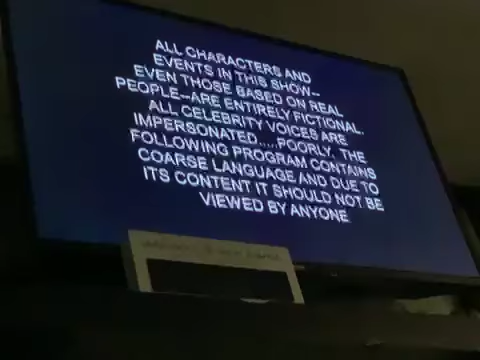 ALL CHARACTERS AND
EVENTS IN THIS SHOW--
EVEN THOSE BASED ON REAL
PEOPLE--ARE ENTIRELY FICTIONAL.
ALL CELEBRITY VOICES ARE
IMPERSONATED.....POORLY. THE
FOLLOWING PROGRAM CONTAINS
COARSE LANGUAGE AND DUE TO
ITS CONTENT IT SHOULD NOT BE
VIEWED BY ANYONE